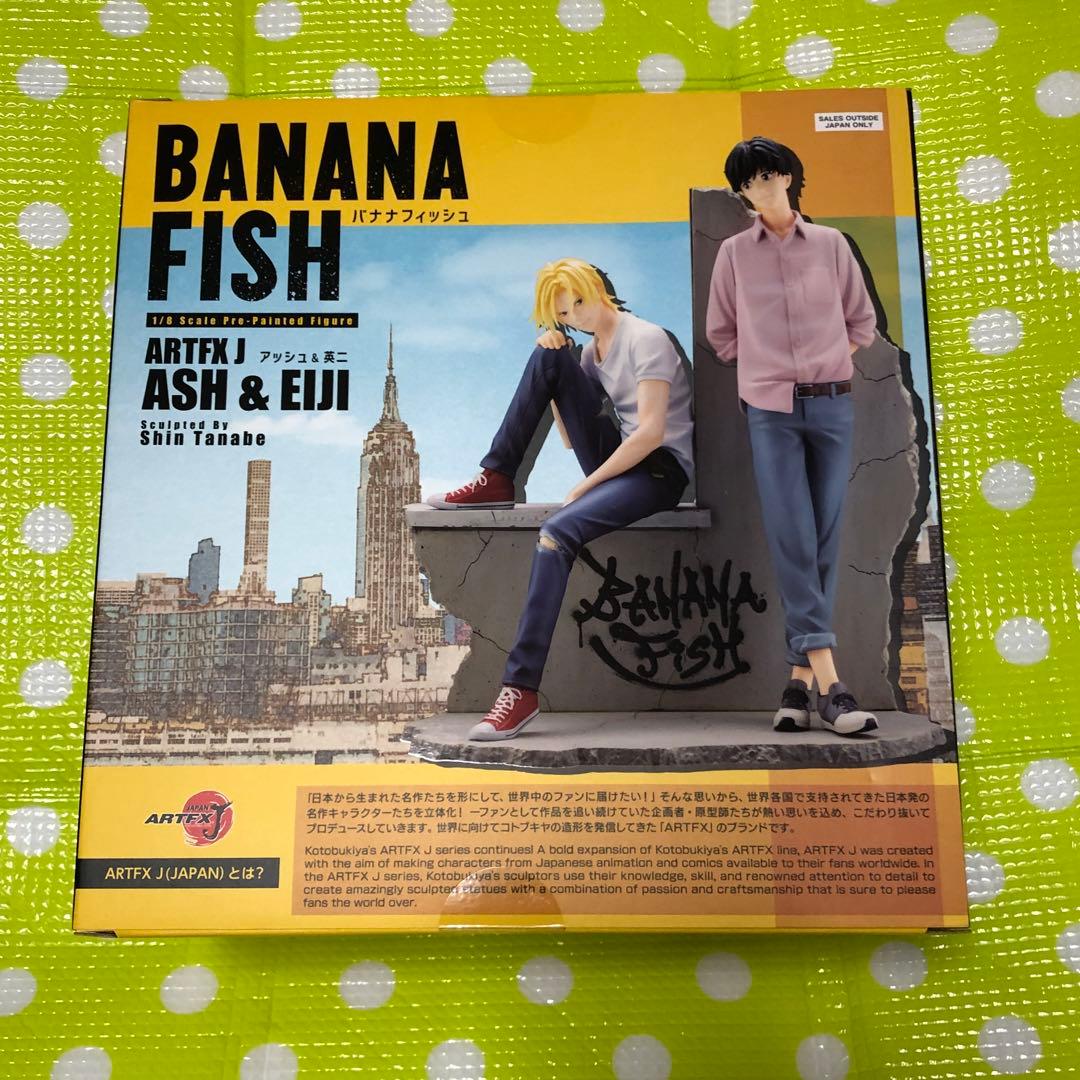 BANANA
FISH
バナナフィッシュ
SALES OUTSIDE
JAPAN ONLY
1/8 Scale Pre-Painted Figure
ARTFX J アッシュ & 英二
ASH & EIJI
Sculpted By
Shin Tanabe
BANANA
FISH
JAPAN
ARTFX J
ARTFX J (JAPAN) とは?
「日本から生まれた名作たちを形にして、世界中のファンに届けたい!」そんな思いから、世界各国で支持されてきた日本発の
名作キャラクターたちを立体化! 一ファンとして作品を追い続けていた企画者・原型師たちが熱い思いを込め、こだわり抜いて
プロデュースしていきます。世界に向けてコトブキヤの造形を発信してきた「ARTFX」のブランドです。
Kotobukiya's ARTFX J series continues! A bold expansion of Kotobukiya's ARTFX line, ARTFX J was created
with the aim of making characters from Japanese animation and comics available to their fans worldwide. In
the ARTFX J series, Kotobukiya's sculptors use their knowledge, skill, and renowned attention to detail to
create amazingly sculpted statues with a combination of passion and craftsmanship that is sure to please
fans the world over.